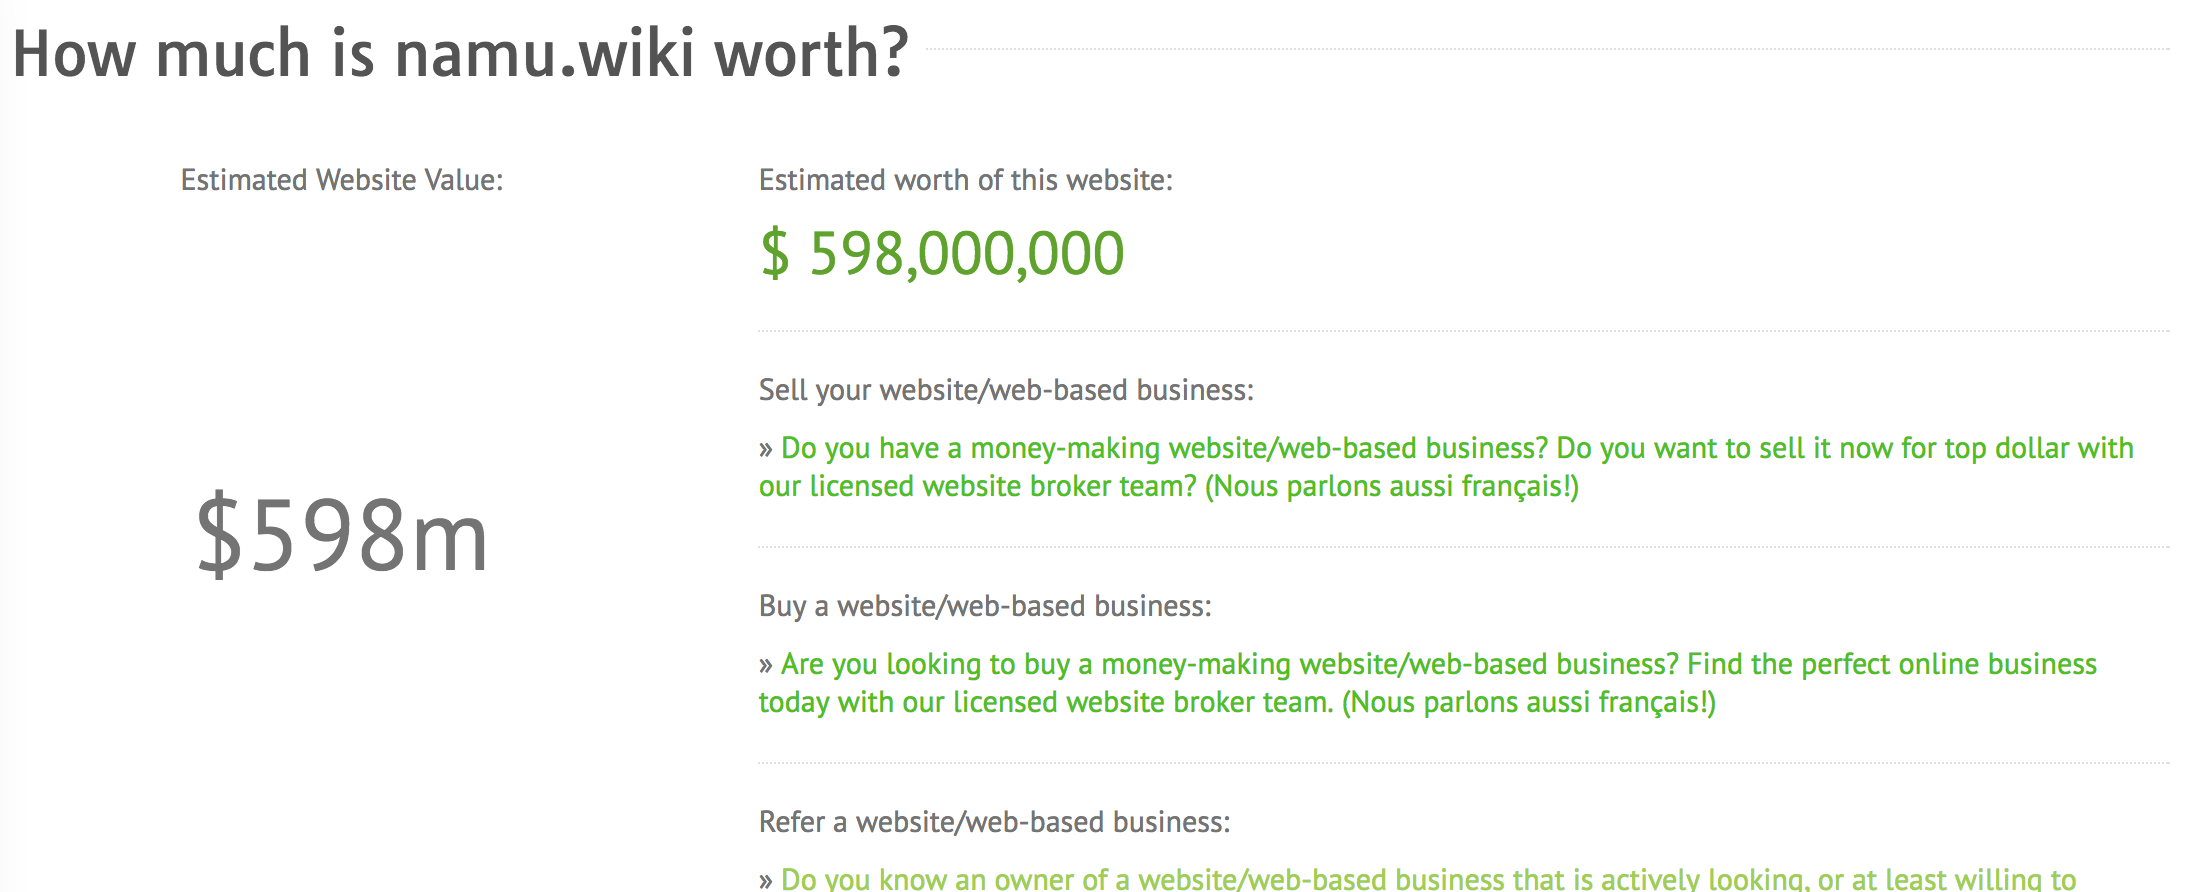 How much is namu.wiki worth?
Estimated Website Value:
$598m
Estimated worth of this website:
$ 598,000,000
Sell your website/web-based business:
» Do you have a money-making website/web-based business? Do you want to sell it now for top dollar with
our licensed website broker team? (Nous parlons aussi français!)
Buy a website/web-based business:
» Are you looking to buy a money-making website/web-based business? Find the perfect online business
today with our licensed website broker team. (Nous parlons aussi français!)
Refer a website/web-based business:
» Do you know an owner of a website/web-based business that is actively looking, or at least willing to